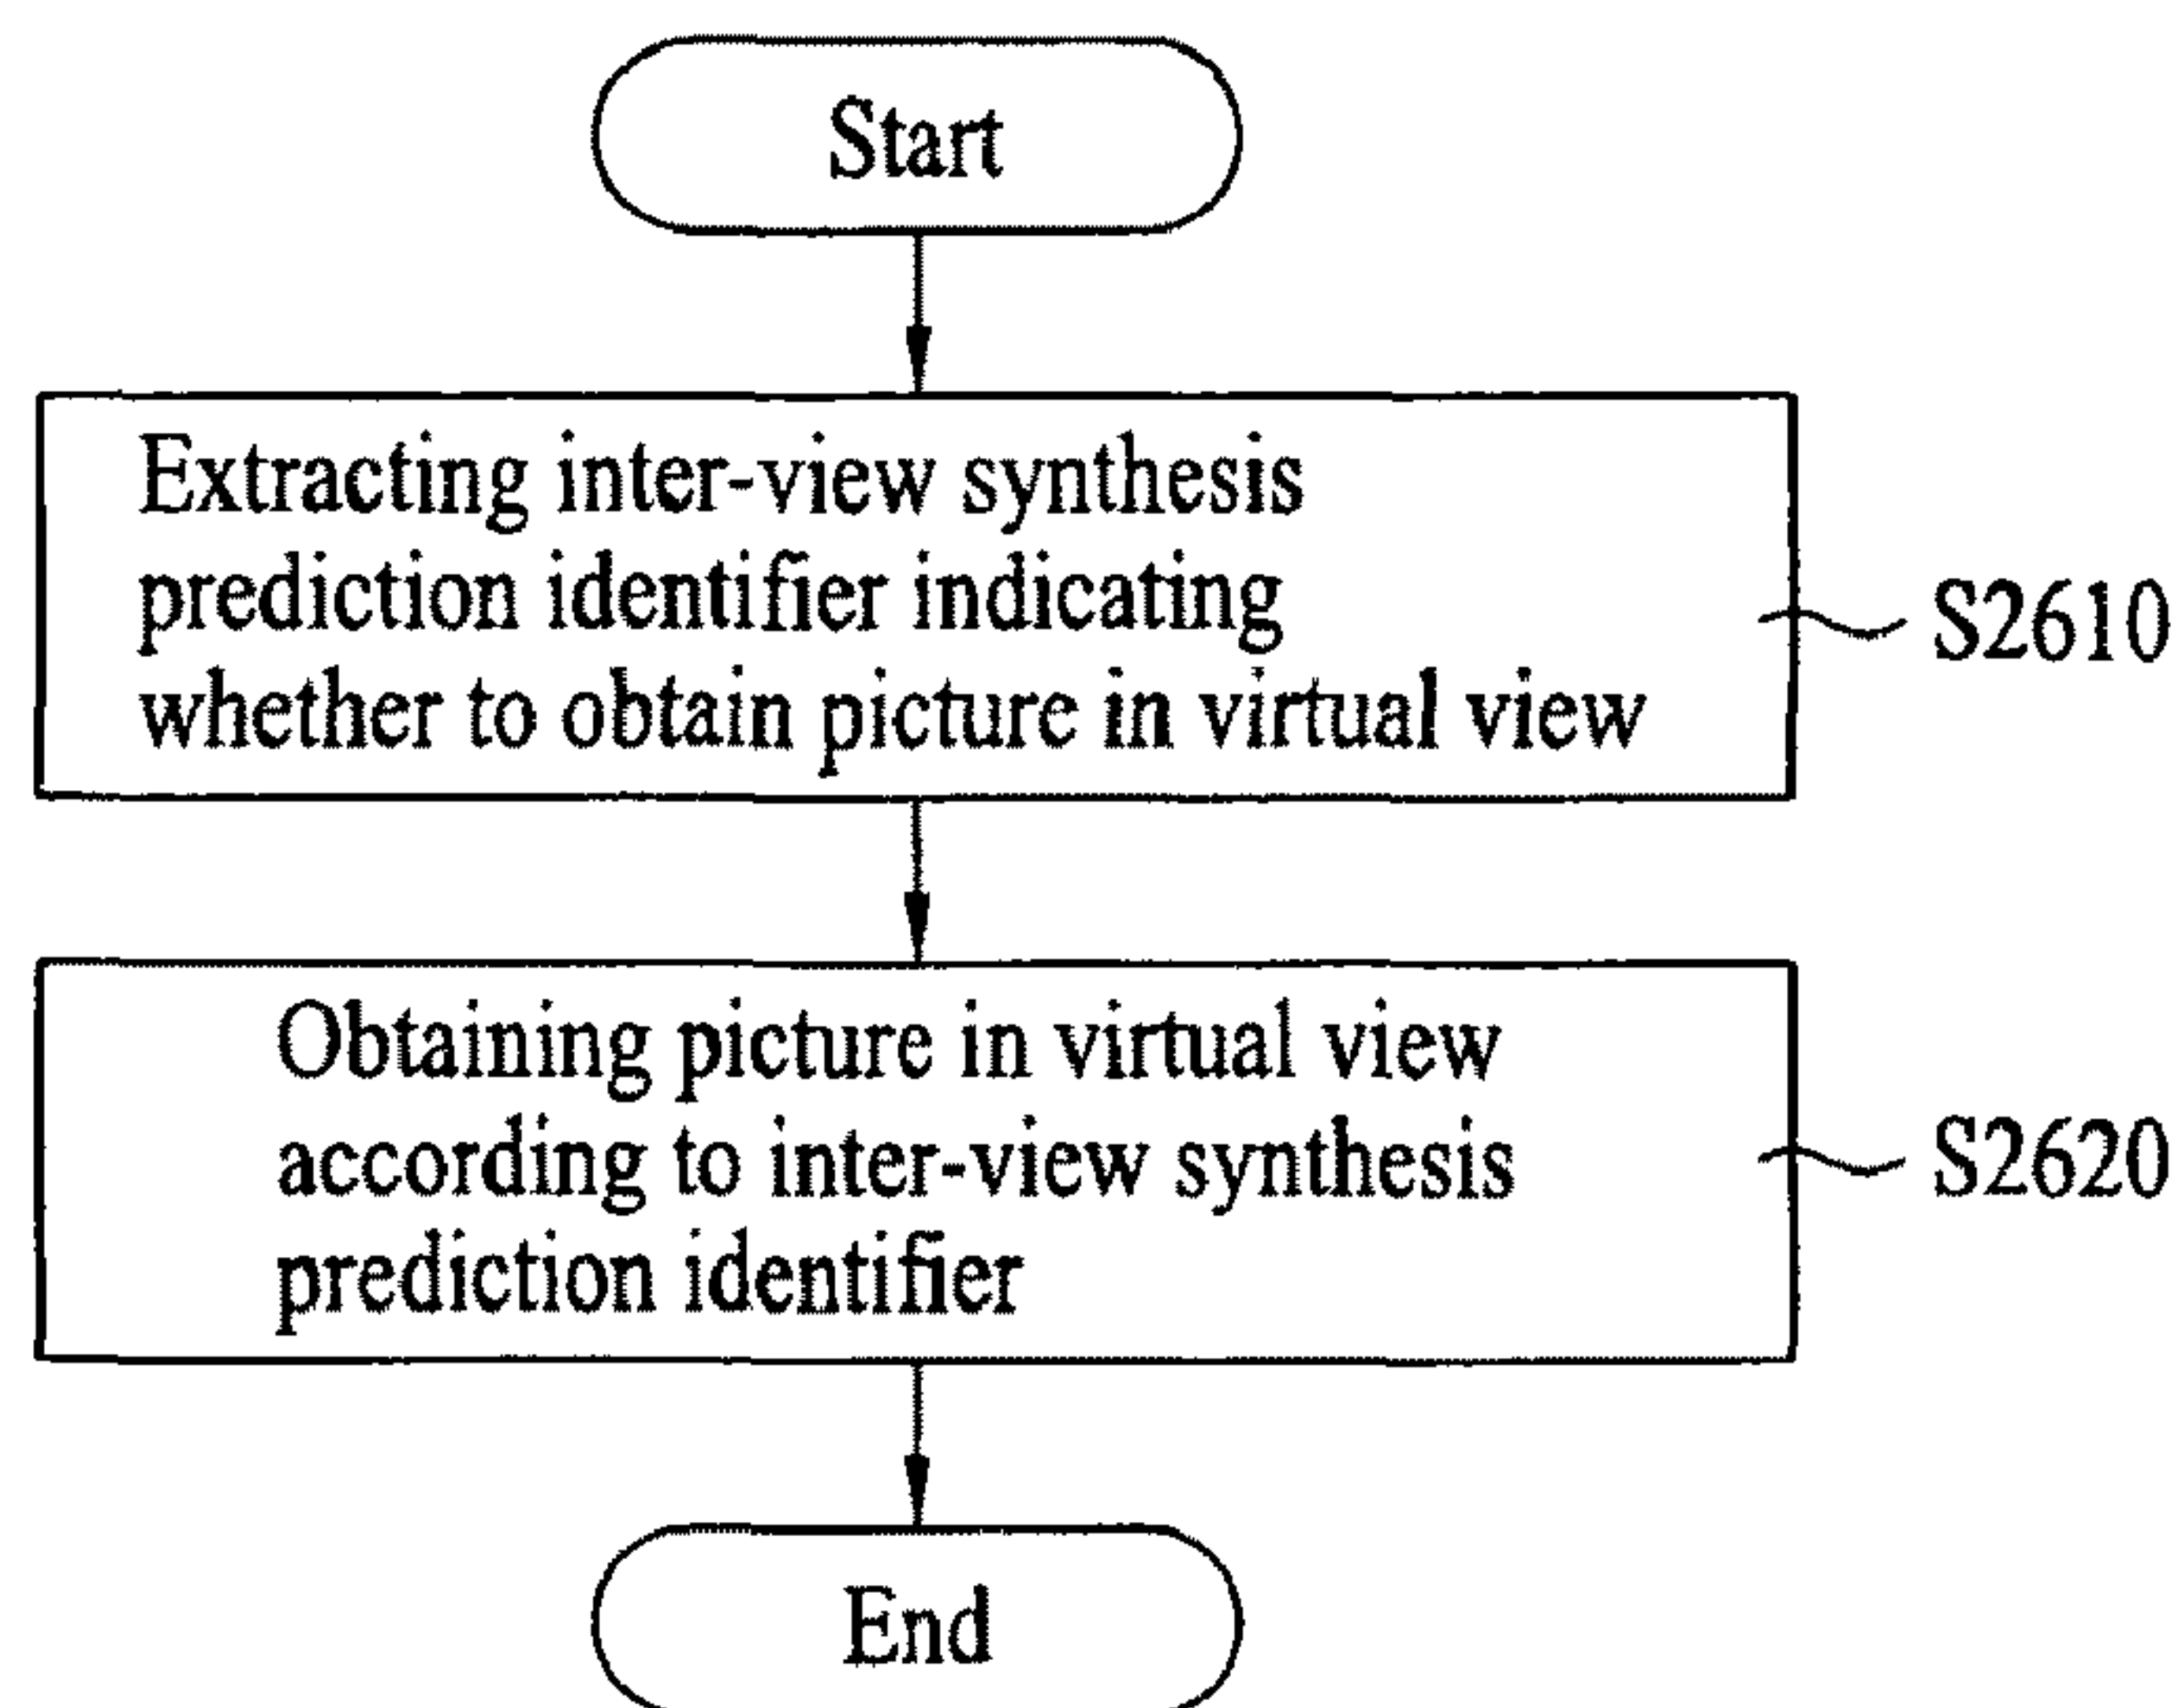 Start
Extracting inter-view synthesis
prediction identifier indicating
whether to obtain picture in virtual view
S2610
Obtaining picture in virtual view
according to inter-view synthesis
prediction identifier
S2620
End